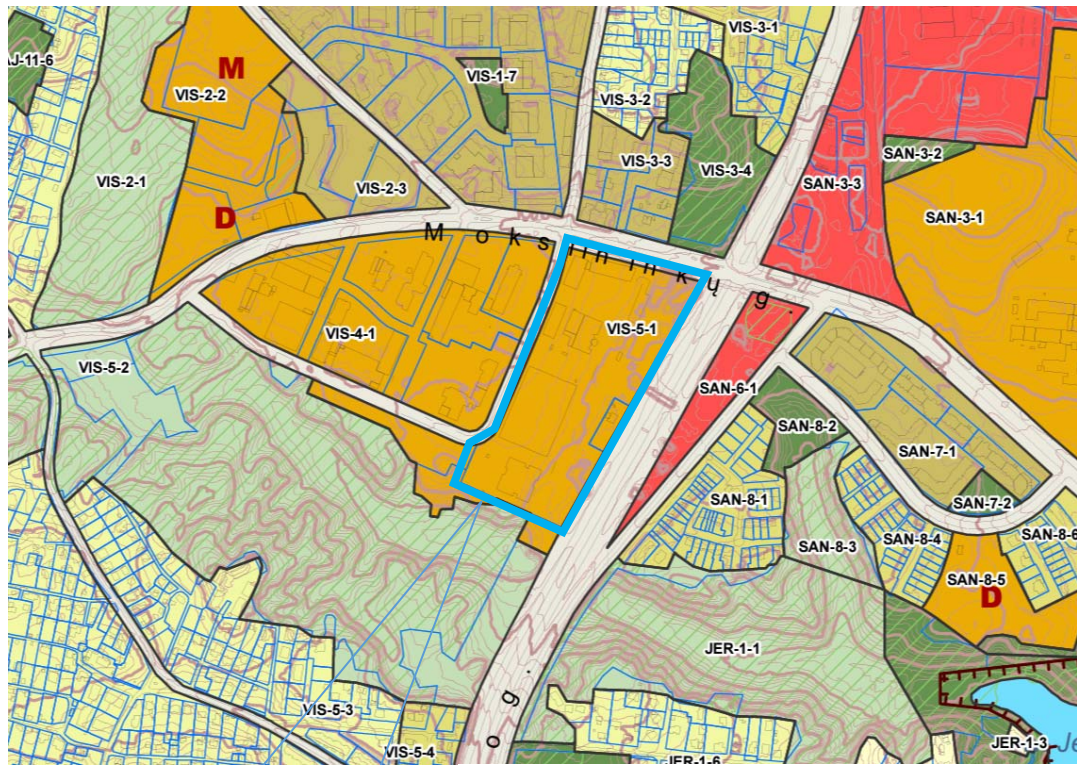 VIS-3-1
M
AJ-11-6
VIS-1-7
VIS-2-2
VIS-3-2
SAN-3-2
VIS-3-3
VIS-3-4
VIS-2-1
VIS-2-3
SAN-3-3
D
SAN-3-1
Mokslininkų g.
VIS-4-1
VIS-5-1
VIS-5-2
SAN-6-1
SAN-8-2
SAN-7-1
SAN-8-1
SAN-7-2
SAN-8-3
SAN-8-4
SAN-8-6
SAN-8-5
D
JER-1-1
o g.
VIS-5-3
JER-1-3
Je
VIS-5-4
JER-1-6